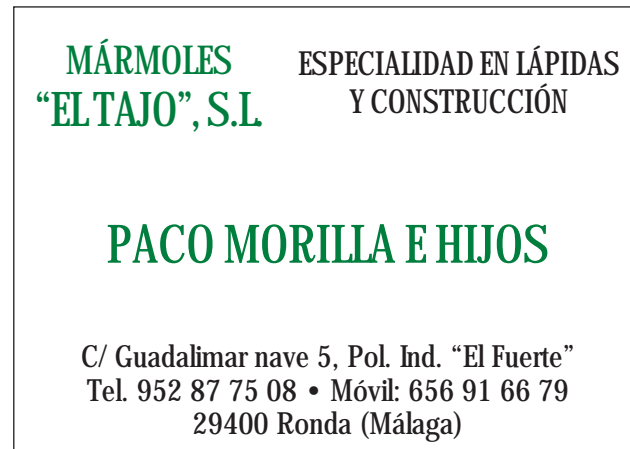 MÁRMOLES
“EL TAJO”, S.L.
ESPECIALIDAD EN LÁPIDAS
Y CONSTRUCCIÓN
PACO MORILLA E HIJOS
C/ Guadalimar nave 5, Pol. Ind. “El Fuerte”
Tel. 952 87 75 08 • Móvil: 656 91 66 79
29400 Ronda (Málaga)